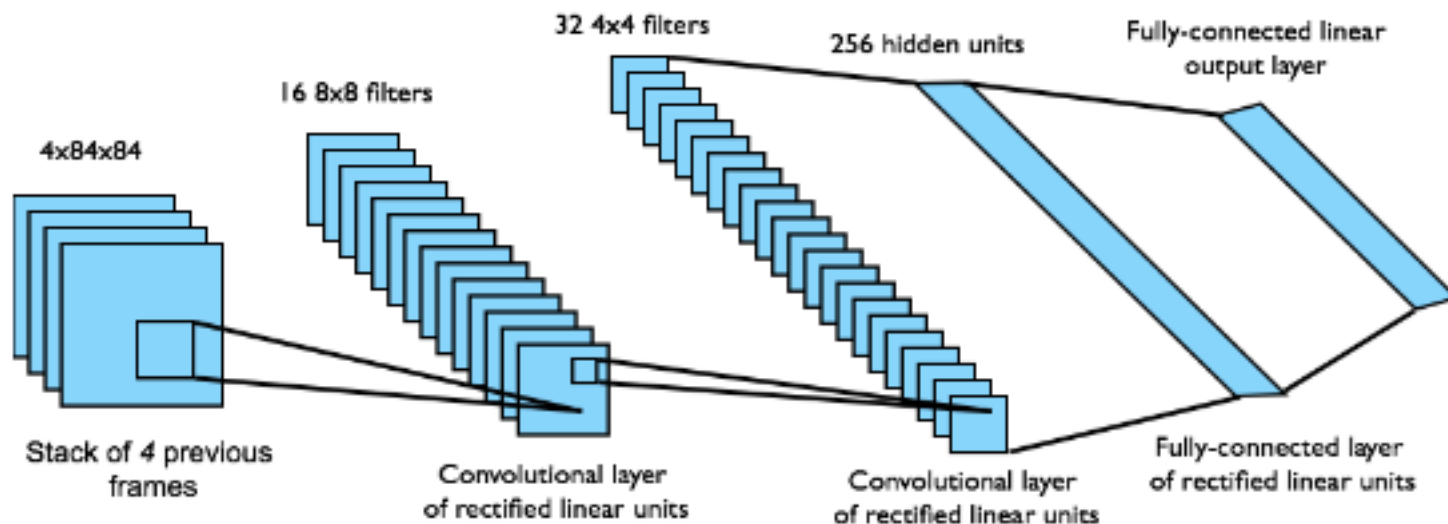 4x84x84
Stack of 4 previous
frames
16 8x8 filters
Convolutional layer
of rectified linear units
32 4x4 filters
Convolutional layer
of rectified linear units
256 hidden units
Fully-connected layer
of rectified linear units
Fully-connected linear
output layer